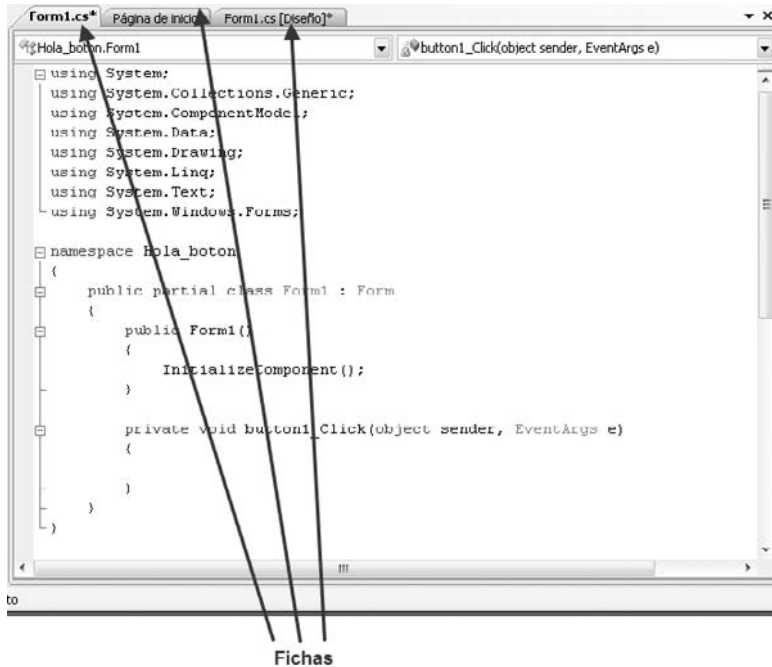 Form1.cs* Página de inicio Form1.cs [Diseño]*
Hola_boton.Form1 button1_Click(object sender, EventArgs e)
using System;
using System.Collections.Generic;
using System.ComponentModel;
using System.Data;
using System.Drawing;
using System.Linq;
using System.Text;
using System.Windows.Forms;
namespace Hola_boton
{
public partial class Form1 : Form
{
public Form1()
{
InitializeComponent();
}
private void button1_Click(object sender, EventArgs e)
{
}
}
}
to
Fichas